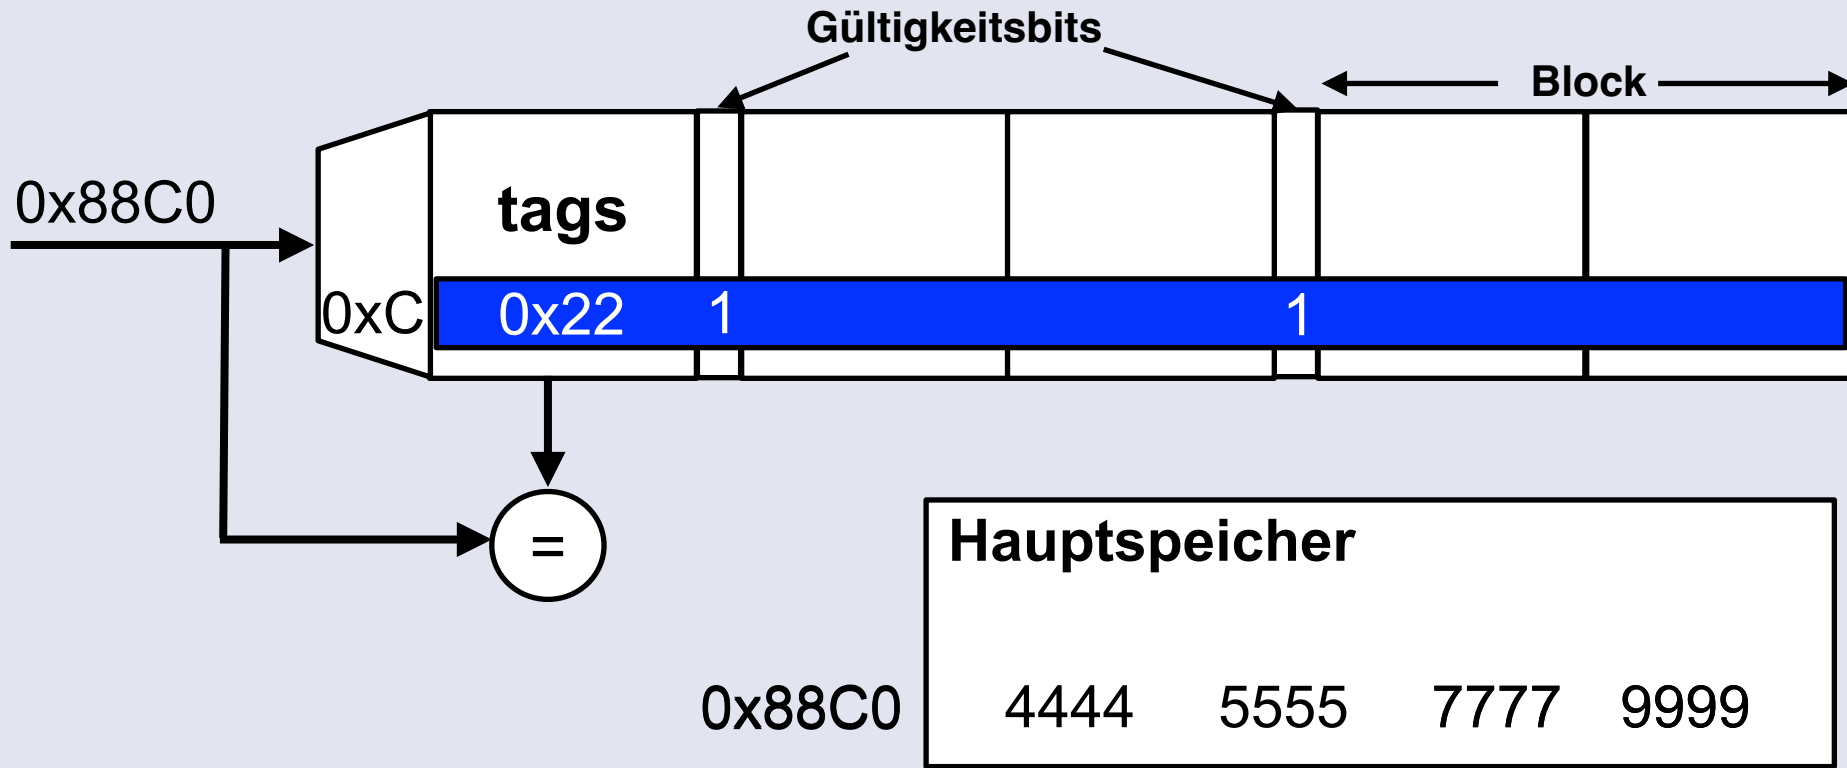 Gültigkeitsbits
Block
0x88C0
tags
0xC 0x22 1 1
=
Hauptspeicher
0x88C0 4444 5555 7777 9999